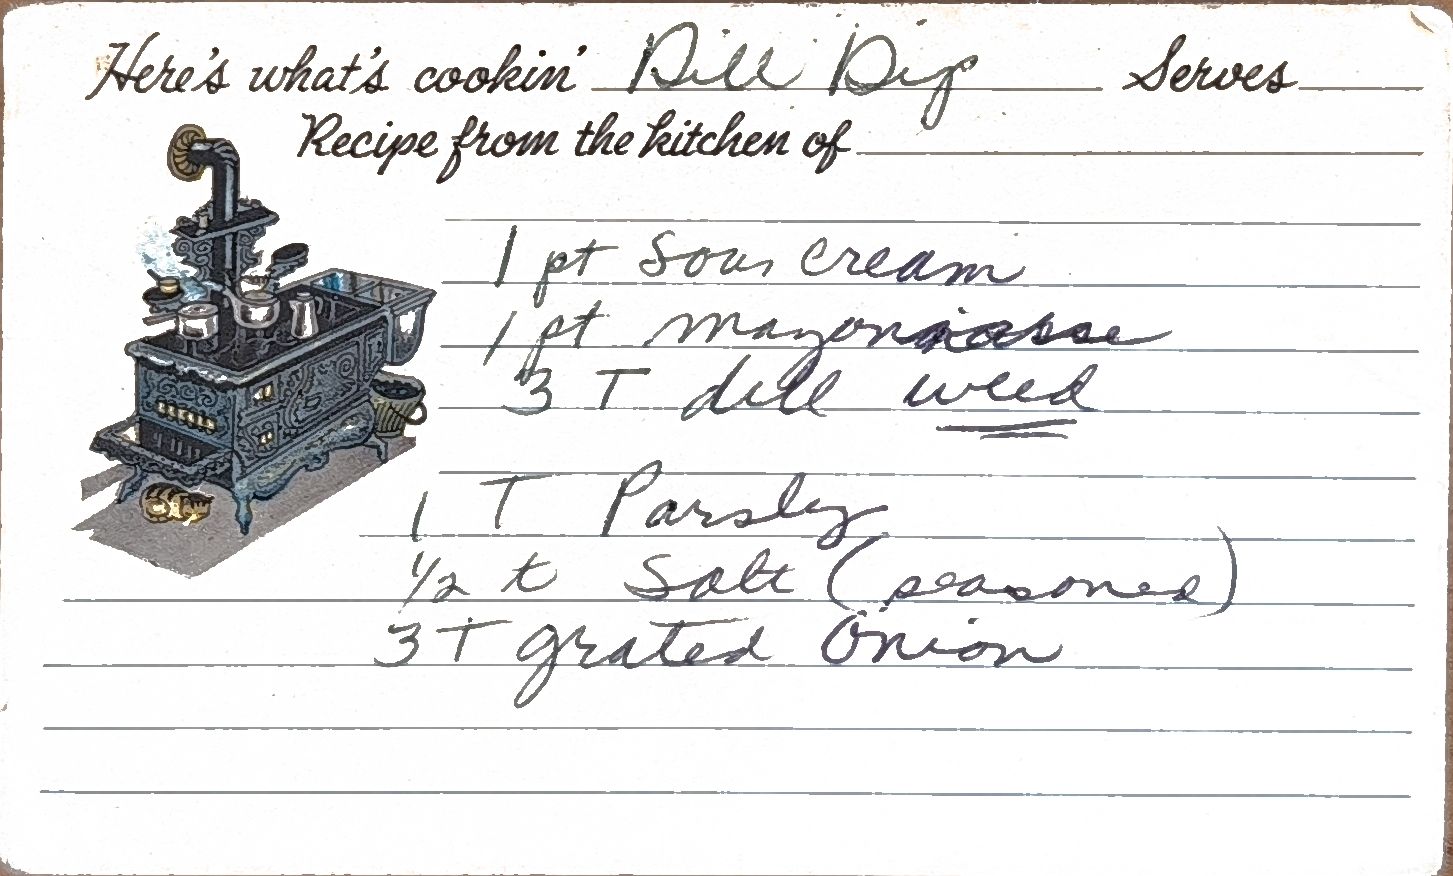 Here's what's cookin' Dill Dip Serves
Recipe from the kitchen of
1 pt Sour Cream
1 pt mayonnasse
3 T dill weed
1 T Parsley
1/2 t Salt (seasoned)
3 T grated Onion